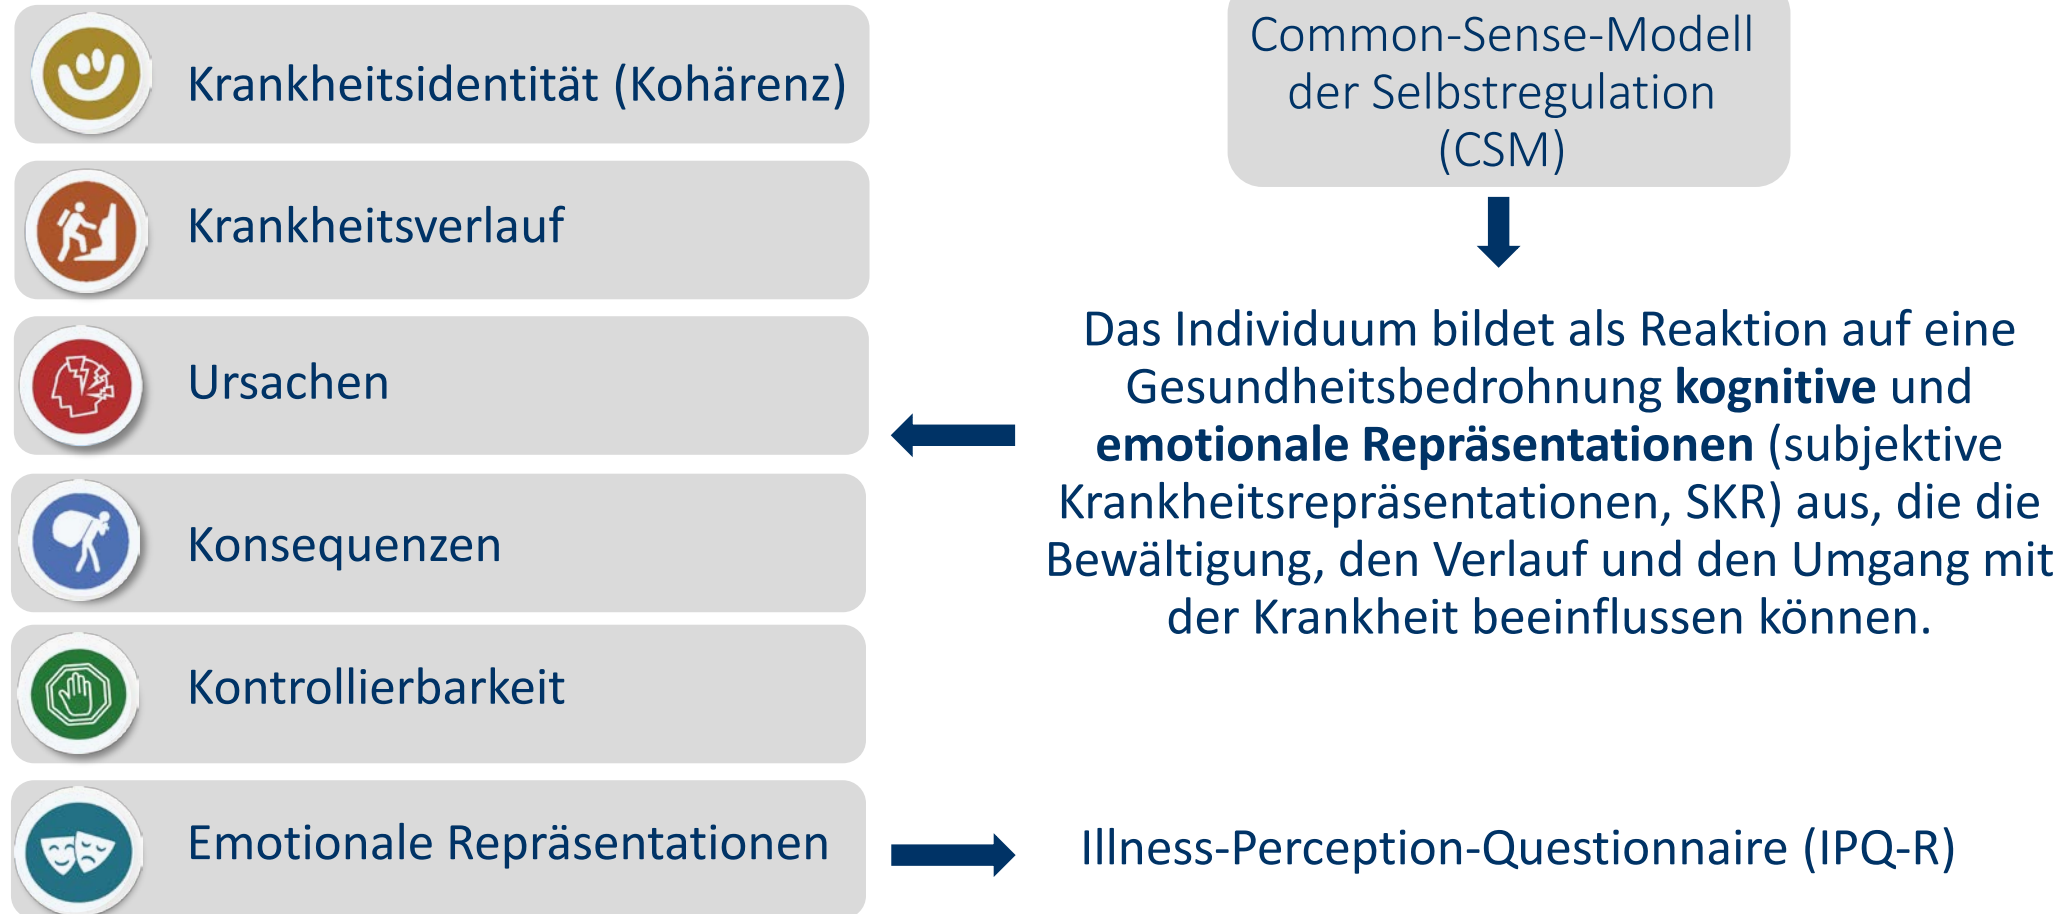 Krankheitsidentität (Kohärenz)
Krankheitsverlauf
Ursachen
Konsequenzen
Kontrollierbarkeit
Emotionale Repräsentationen
Common-Sense-Modell
der Selbstregulation
(CSM)
Das Individuum bildet als Reaktion auf eine
Gesundheitsbedrohnung kognitive und
emotionale Repräsentationen (subjektive
Krankheitsrepräsentationen, SKR) aus, die die
Bewältigung, den Verlauf und den Umgang mit
der Krankheit beeinflussen können.
Illness-Perception-Questionnaire (IPQ-R)